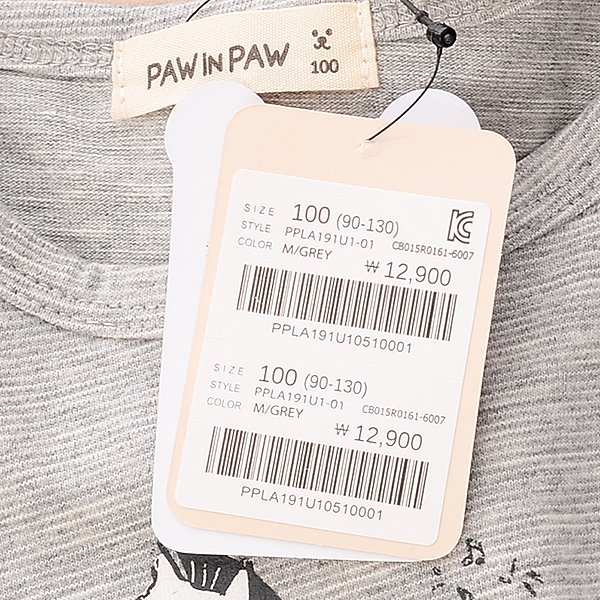 PAW IN PAW
100
SIZE 100 (90-130)
STYLE PPLA191U1-01 CB015R0161-6007
COLOR M/GREY
₩ 12,900
PPLA191U10510001
SIZE 100 (90-130)
STYLE PPLA191U1-01 CB015R0161-6007
COLOR M/GREY
₩ 12,900
PPLA191U10510001